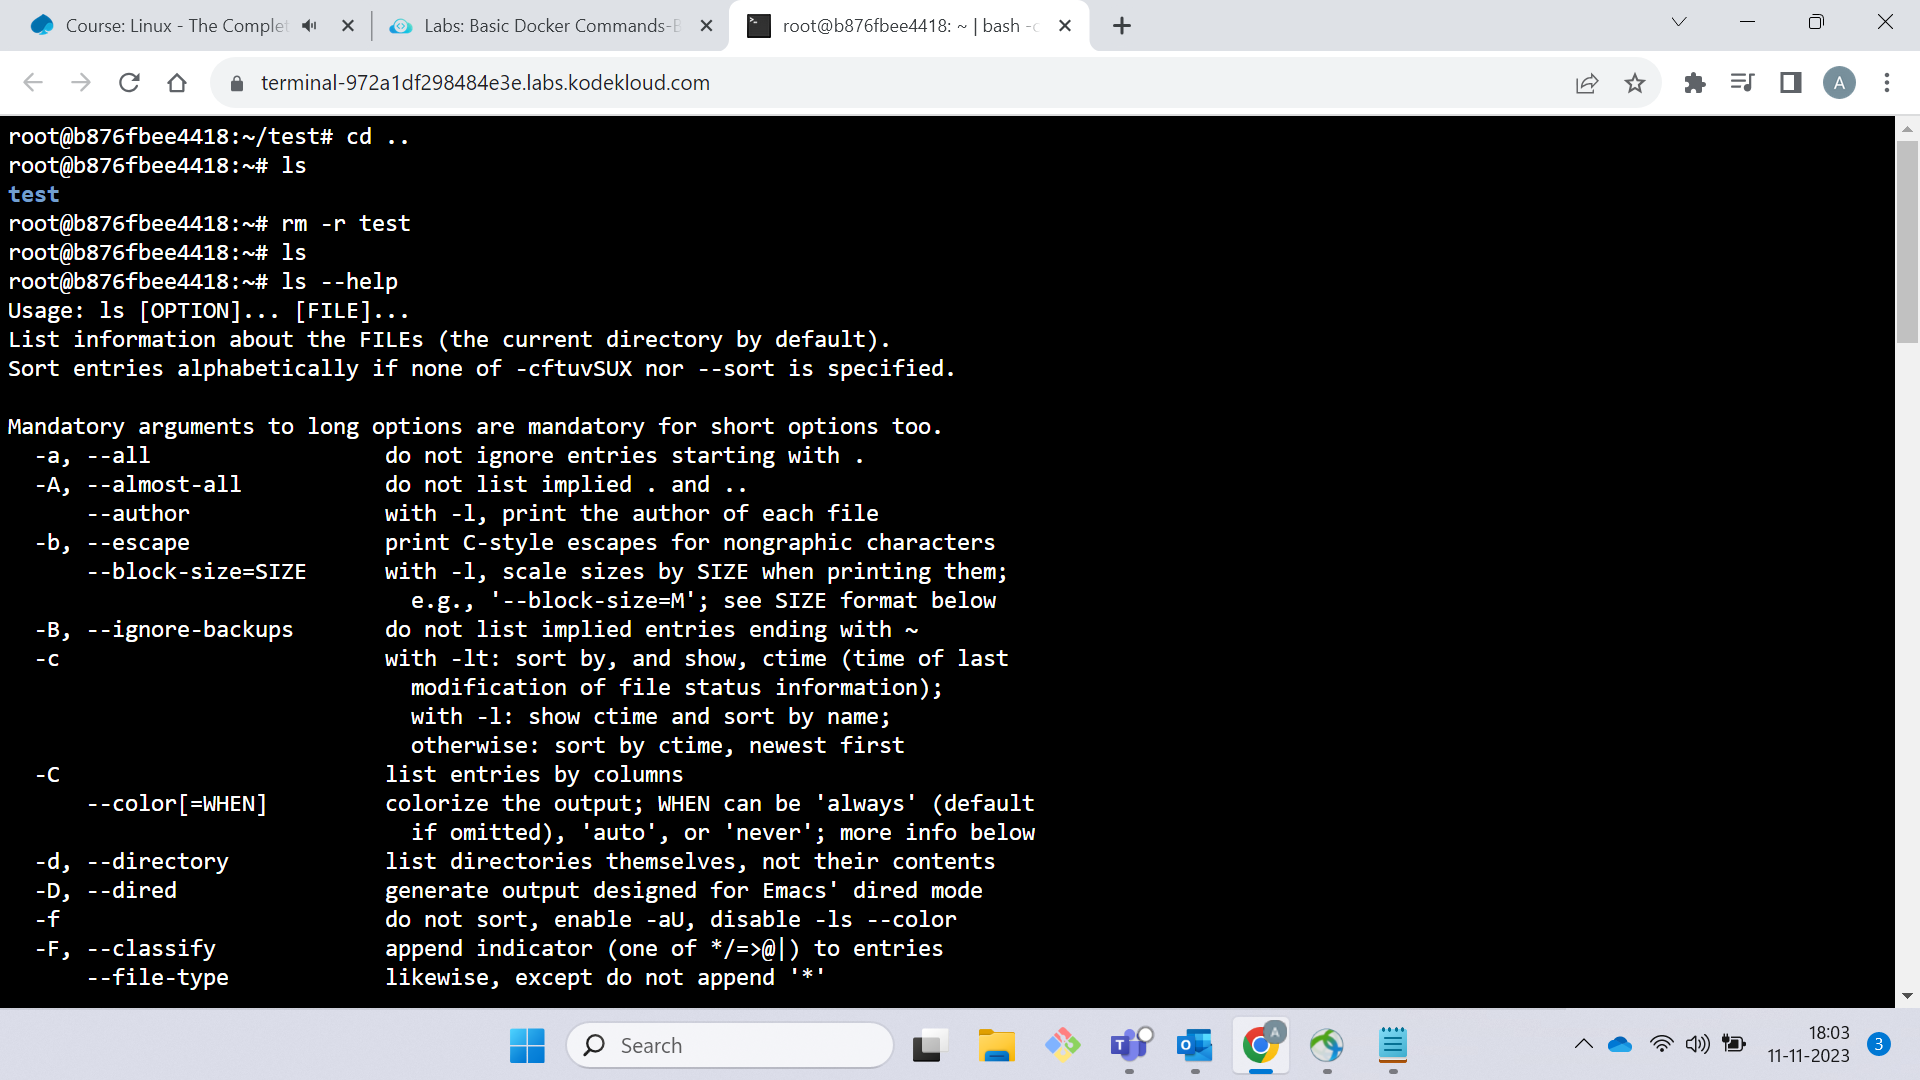 Course: Linux - The Complet
Labs: Basic Docker Commands-B
root@b876fbee4418: ~ | bash -c
terminal-972a1df298484e3e.labs.kodekloud.com
A
root@b876fbee4418:~/test# cd ..
root@b876fbee4418:~# ls
test
root@b876fbee4418:~# rm -r test
root@b876fbee4418:~# ls
root@b876fbee4418:~# ls --help
Usage: ls [OPTION]... [FILE]...
List information about the FILEs (the current directory by default).
Sort entries alphabetically if none of -cftuvSUX nor --sort is specified.

Mandatory arguments to long options are mandatory for short options too.
  -a, --all                  do not ignore entries starting with .
  -A, --almost-all           do not list implied . and ..
      --author               with -l, print the author of each file
  -b, --escape               print C-style escapes for nongraphic characters
      --block-size=SIZE      with -l, scale sizes by SIZE when printing them;
                               e.g., '--block-size=M'; see SIZE format below
  -B, --ignore-backups       do not list implied entries ending with ~
  -c                         with -lt: sort by, and show, ctime (time of last
                               modification of file status information);
                               with -l: show ctime and sort by name;
                               otherwise: sort by ctime, newest first
  -C                         list entries by columns
      --color[=WHEN]         colorize the output; WHEN can be 'always' (default
                               if omitted), 'auto', or 'never'; more info below
  -d, --directory            list directories themselves, not their contents
  -D, --dired                generate output designed for Emacs' dired mode
  -f                         do not sort, enable -aU, disable -ls --color
  -F, --classify             append indicator (one of */=>@|) to entries
      --file-type            likewise, except do not append '*'
Search
A
18:03
11-11-2023
3